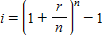 i = (1 + r/n)^n − 1